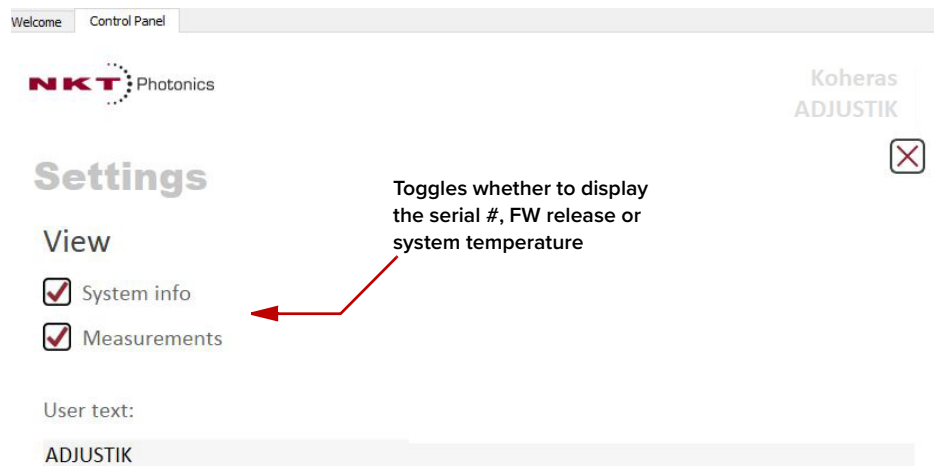 Welcome
Control Panel
NKT Photonics
Koheras
ADJUSTIK
Settings
Toggles whether to display
the serial #, FW release or
system temperature
View
System info
Measurements
User text:
ADJUSTIK